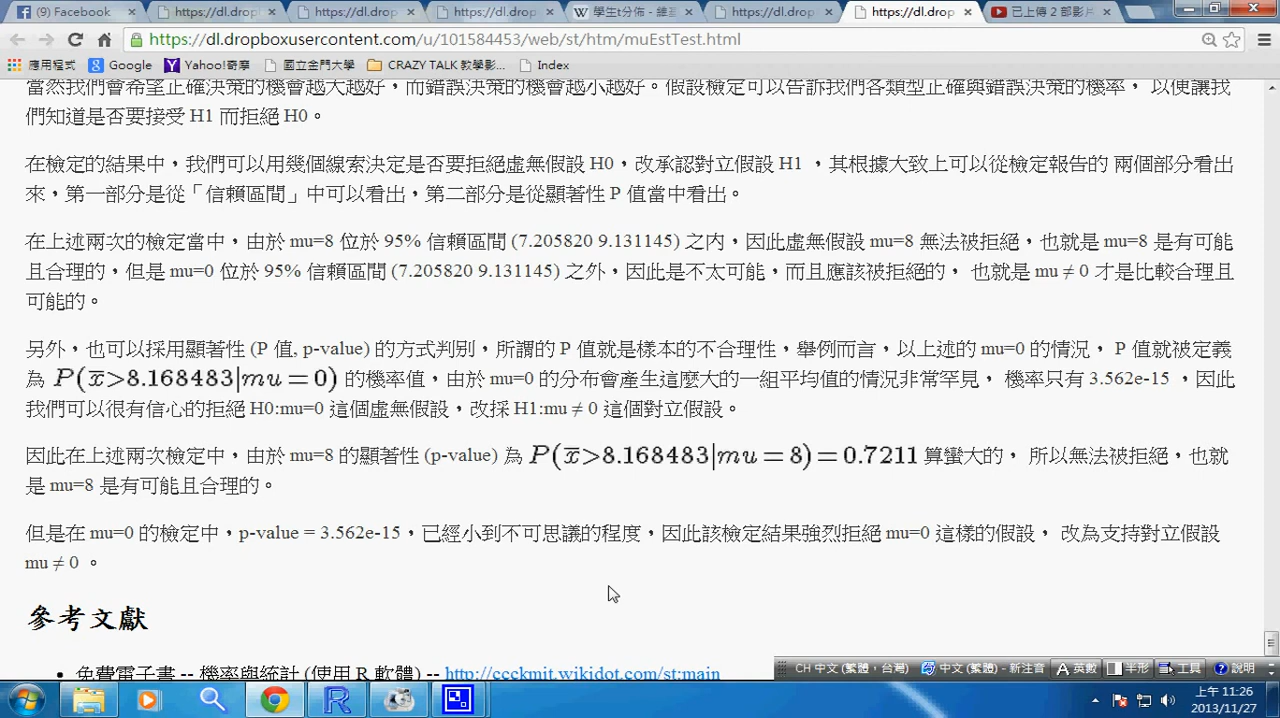 (9) Facebook
https://dl.dropb
https://dl.dropb
https://dl.dropb
學生t分佈 - 維基
https://dl.dropb
https://dl.dropb
已上傳 2 部影片
https://dl.dropboxusercontent.com/u/101584453/web/st/htm/muEstTest.html
應用程式
Google
Yahoo!奇摩
國立金門大學
CRAZY TALK 教學影...
Index
當然我們會希望正確決策的機會越大越好，而錯誤決策的機會越小越好。假設檢定可以告訴我們各類型正確與錯誤決策的機率， 以便讓我
們知道是否要接受 H1 而拒絕 H0。
在檢定的結果中，我們可以用幾個線索決定是否要拒絕虛無假設 H0，改承認對立假設 H1 ，其根據大致上可以從檢定報告的 兩個部分看出
來，第一部分是從「信賴區間」中可以看出，第二部分是從顯著性 P 值當中看出。
在上述兩次的檢定當中，由於 mu=8 位於 95% 信賴區間 (7.205820 9.131145) 之内，因此虛無假設 mu=8 無法被拒絕，也就是 mu=8 是有可能
且合理的，但是 mu=0 位於 95% 信賴區間 (7.205820 9.131145) 之外，因此是不太可能，而且應該被拒絕的， 也就是 mu ≠ 0 才是比較合理且
可能的。
另外，也可以採用顯著性 (P 值, p-value) 的方式判別，所謂的 P 值就是樣本的不合理性，舉例而言，以上述的 mu=0 的情況， P 值就被定義
為 P(x̅>8.168483|mu=0) 的機率值，由於 mu=0 的分布會產生這麼大的一組平均值的情況非常罕見， 機率只有 3.562e-15 ，因此
我們可以很有信心的拒絕 H0:mu=0 這個虛無假設，改採 H1:mu ≠ 0 這個對立假設。
因此在上述兩次檢定中，由於 mu=8 的顯著性 (p-value) 為 P(x̅>8.168483|mu=8)=0.7211 算蠻大的， 所以無法被拒絕，也就
是 mu=8 是有可能且合理的。
但是在 mu=0 的檢定中，p-value = 3.562e-15，已經小到不可思議的程度，因此該檢定結果強烈拒絕 mu=0 這樣的假設， 改為支持對立假設
mu ≠ 0 。
參考文獻
• 免費電子書 -- 機率與統計 (使用 R 軟體) -- http://ccckmit.wikidot.com/st:main
CH 中文 (繁體，台灣) 中文 (繁體) - 新注音 A 英數 半形 工具 說明
上午 11:26
2013/11/27